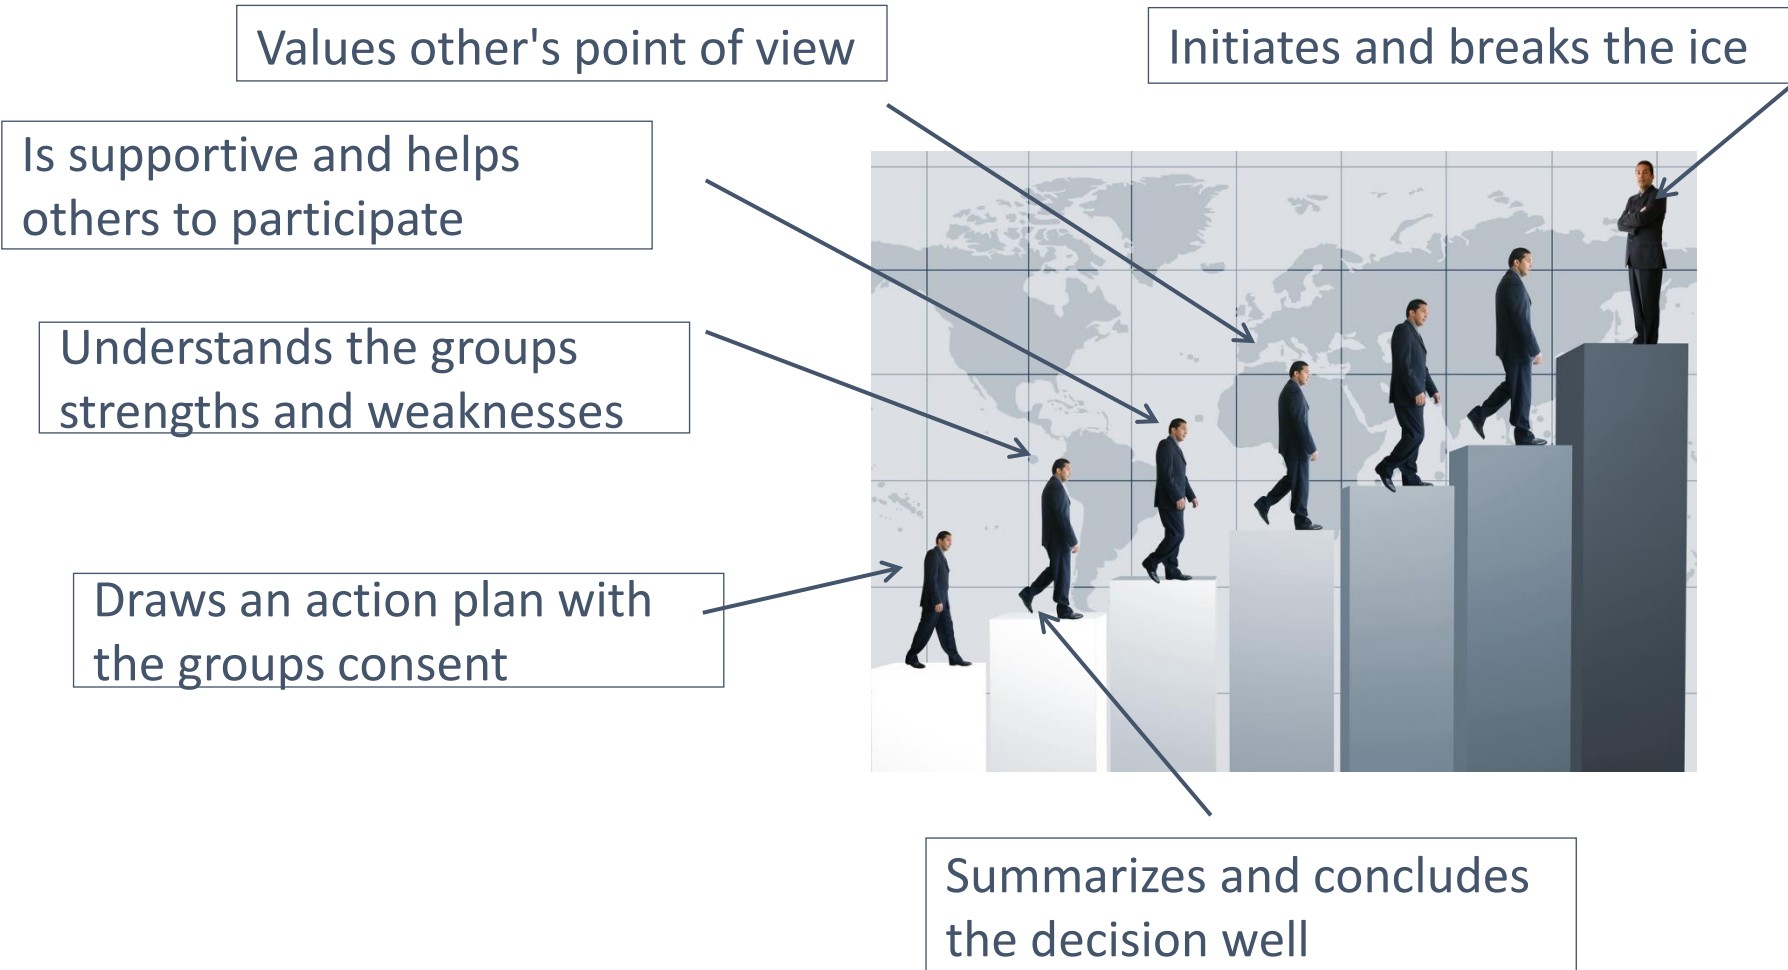 Values other's point of view
Initiates and breaks the ice
Is supportive and helps
others to participate
Understands the groups
strengths and weaknesses
Draws an action plan with
the groups consent
Summarizes and concludes
the decision well